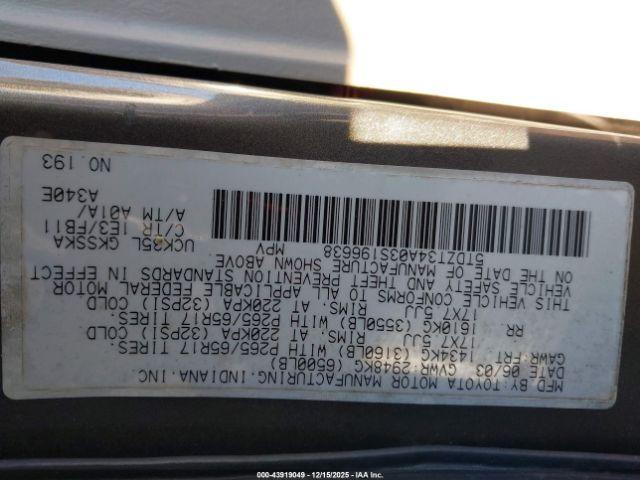 MFD.BY:TOYOTA MOTOR MANUFACTURING.INDIANA.INC.
DATE 05/03 GVWR:2948KG (6500LB)
GAWR:FRT 1434KG (3160LB) WITH P265/65R17 TIRES.
17X7.5JJ RIMS. AT 220KPA (32PSI) COLD
RR 1610KG (3550LB) WITH P265/65R17 TIRES.
17X7.5JJ RIMS. AT 220KPA (32PSI) COLD
THIS VEHICLE CONFORMS TO ALL APPLICABLE FEDERAL MOTOR
VEHICLE SAFETY AND THEFT PREVENTION STANDARDS IN EFFECT
ON THE DATE OF MANUFACTURE SHOWN ABOVE.
5TDZT34A03S196638 MPV
UCK35L GKSSKA
C/TR 1E3/FB11
A/TM A01A/
A340E
NO.193
© 2000-43919049 - 12/15/2025 - IAA Inc.